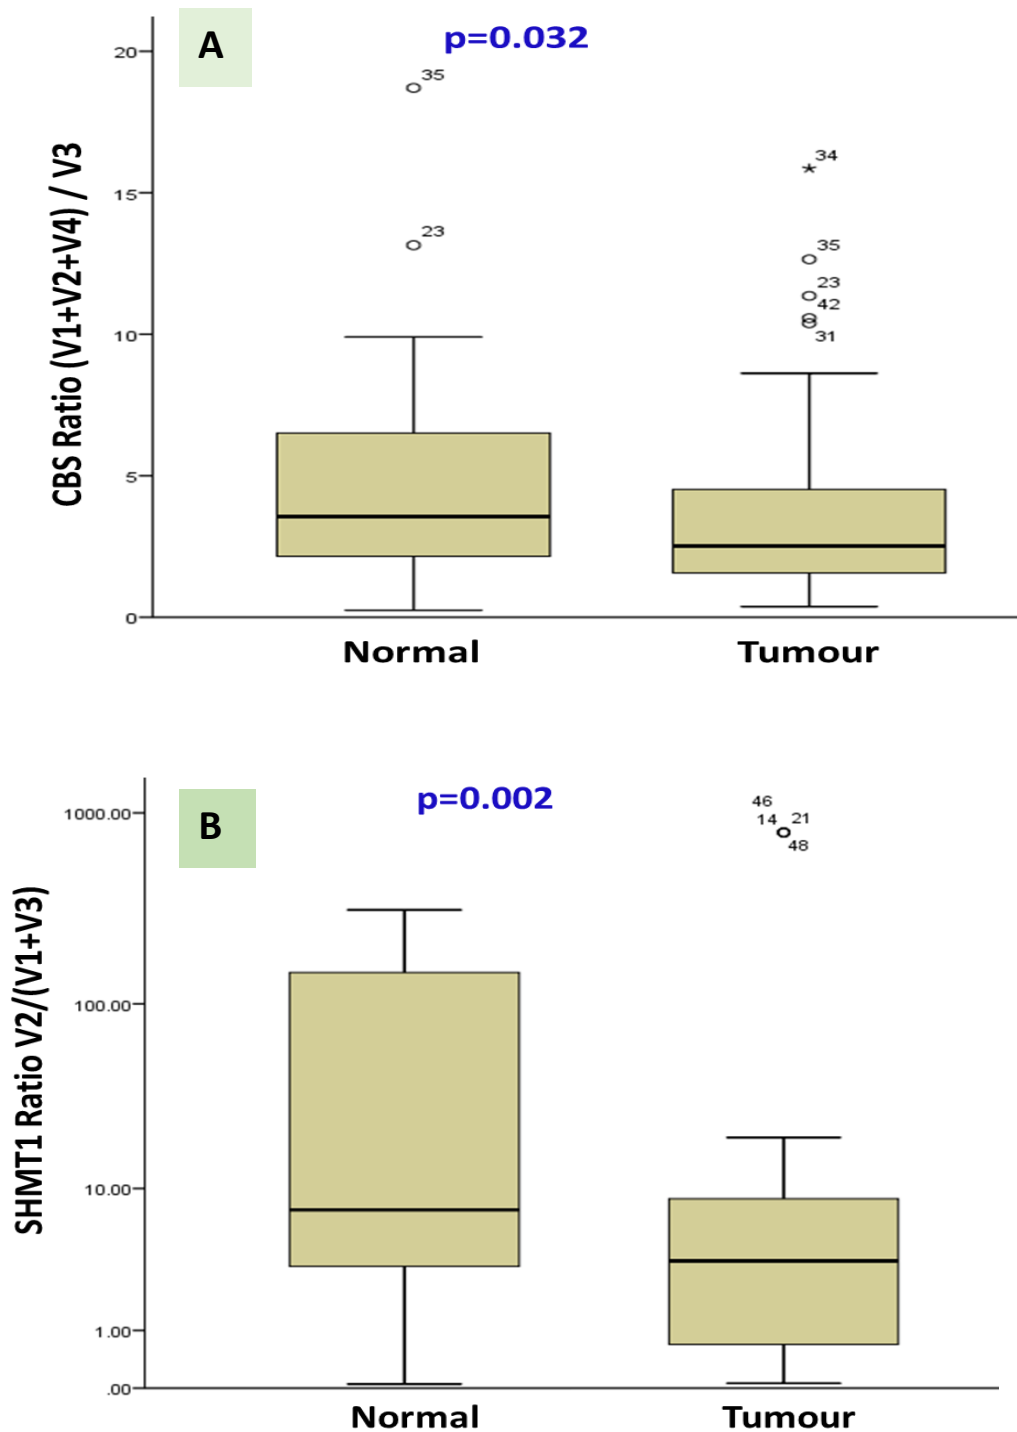 A
p=0.032
CBS Ratio (V1+V2+V4) / V3
20
15
10
5
0
35
23
34
35
23
42
31
Normal
Tumour
B
p=0.002
SHMT1 Ratio V2/(V1+V3)
1000.00
100.00
10.00
1.00
.00
46
14 21
48
Normal
Tumour